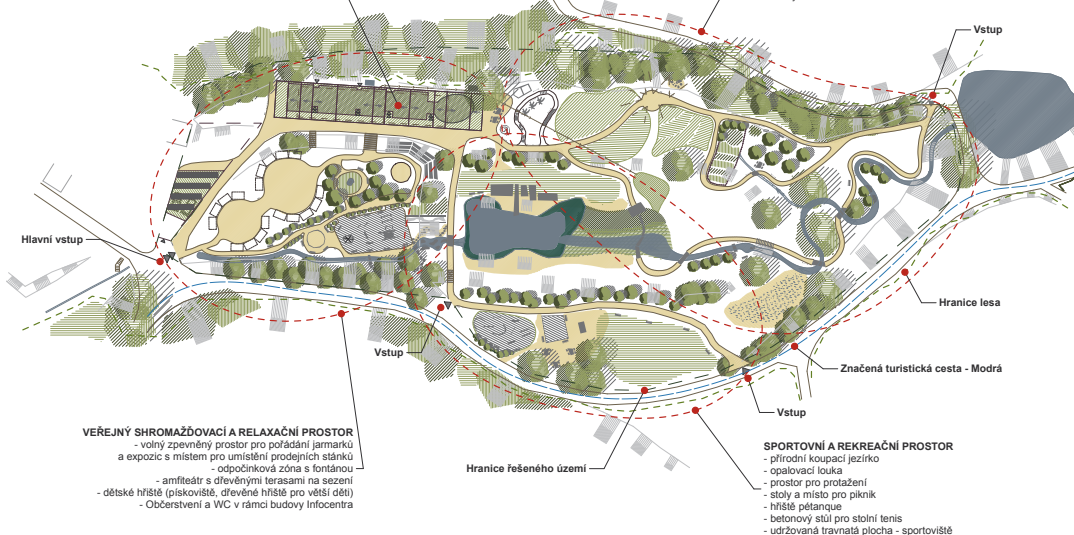 Vstup
Hlavní vstup
Hranice lesa
Vstup
Značená turistická cesta - Modrá
Vstup
VEŘEJNÝ SHROMAŽĎOVACÍ A RELAXAČNÍ PROSTOR
- volný zpevněný prostor pro pořádání jarmarků
a expozic s místem pro umístění prodejních stánků
- odpočinková zóna s fontánou
- amfiteátr s dřevěnými terasami na sezení
- dětské hřiště (pískoviště, dřevěné hřiště pro větší děti)
- Občerstvení a WC v rámci budovy Infocentra
Hranice řešeného území
SPORTOVNÍ A REKREAČNÍ PROSTOR
- přírodní koupací jezírko
- opalovací louka
- prostor pro protažení
- stoly a místo pro piknik
- hřiště pétanque
- betonový stůl pro stolní tenis
- udržovaná travnatá plocha - sportoviště